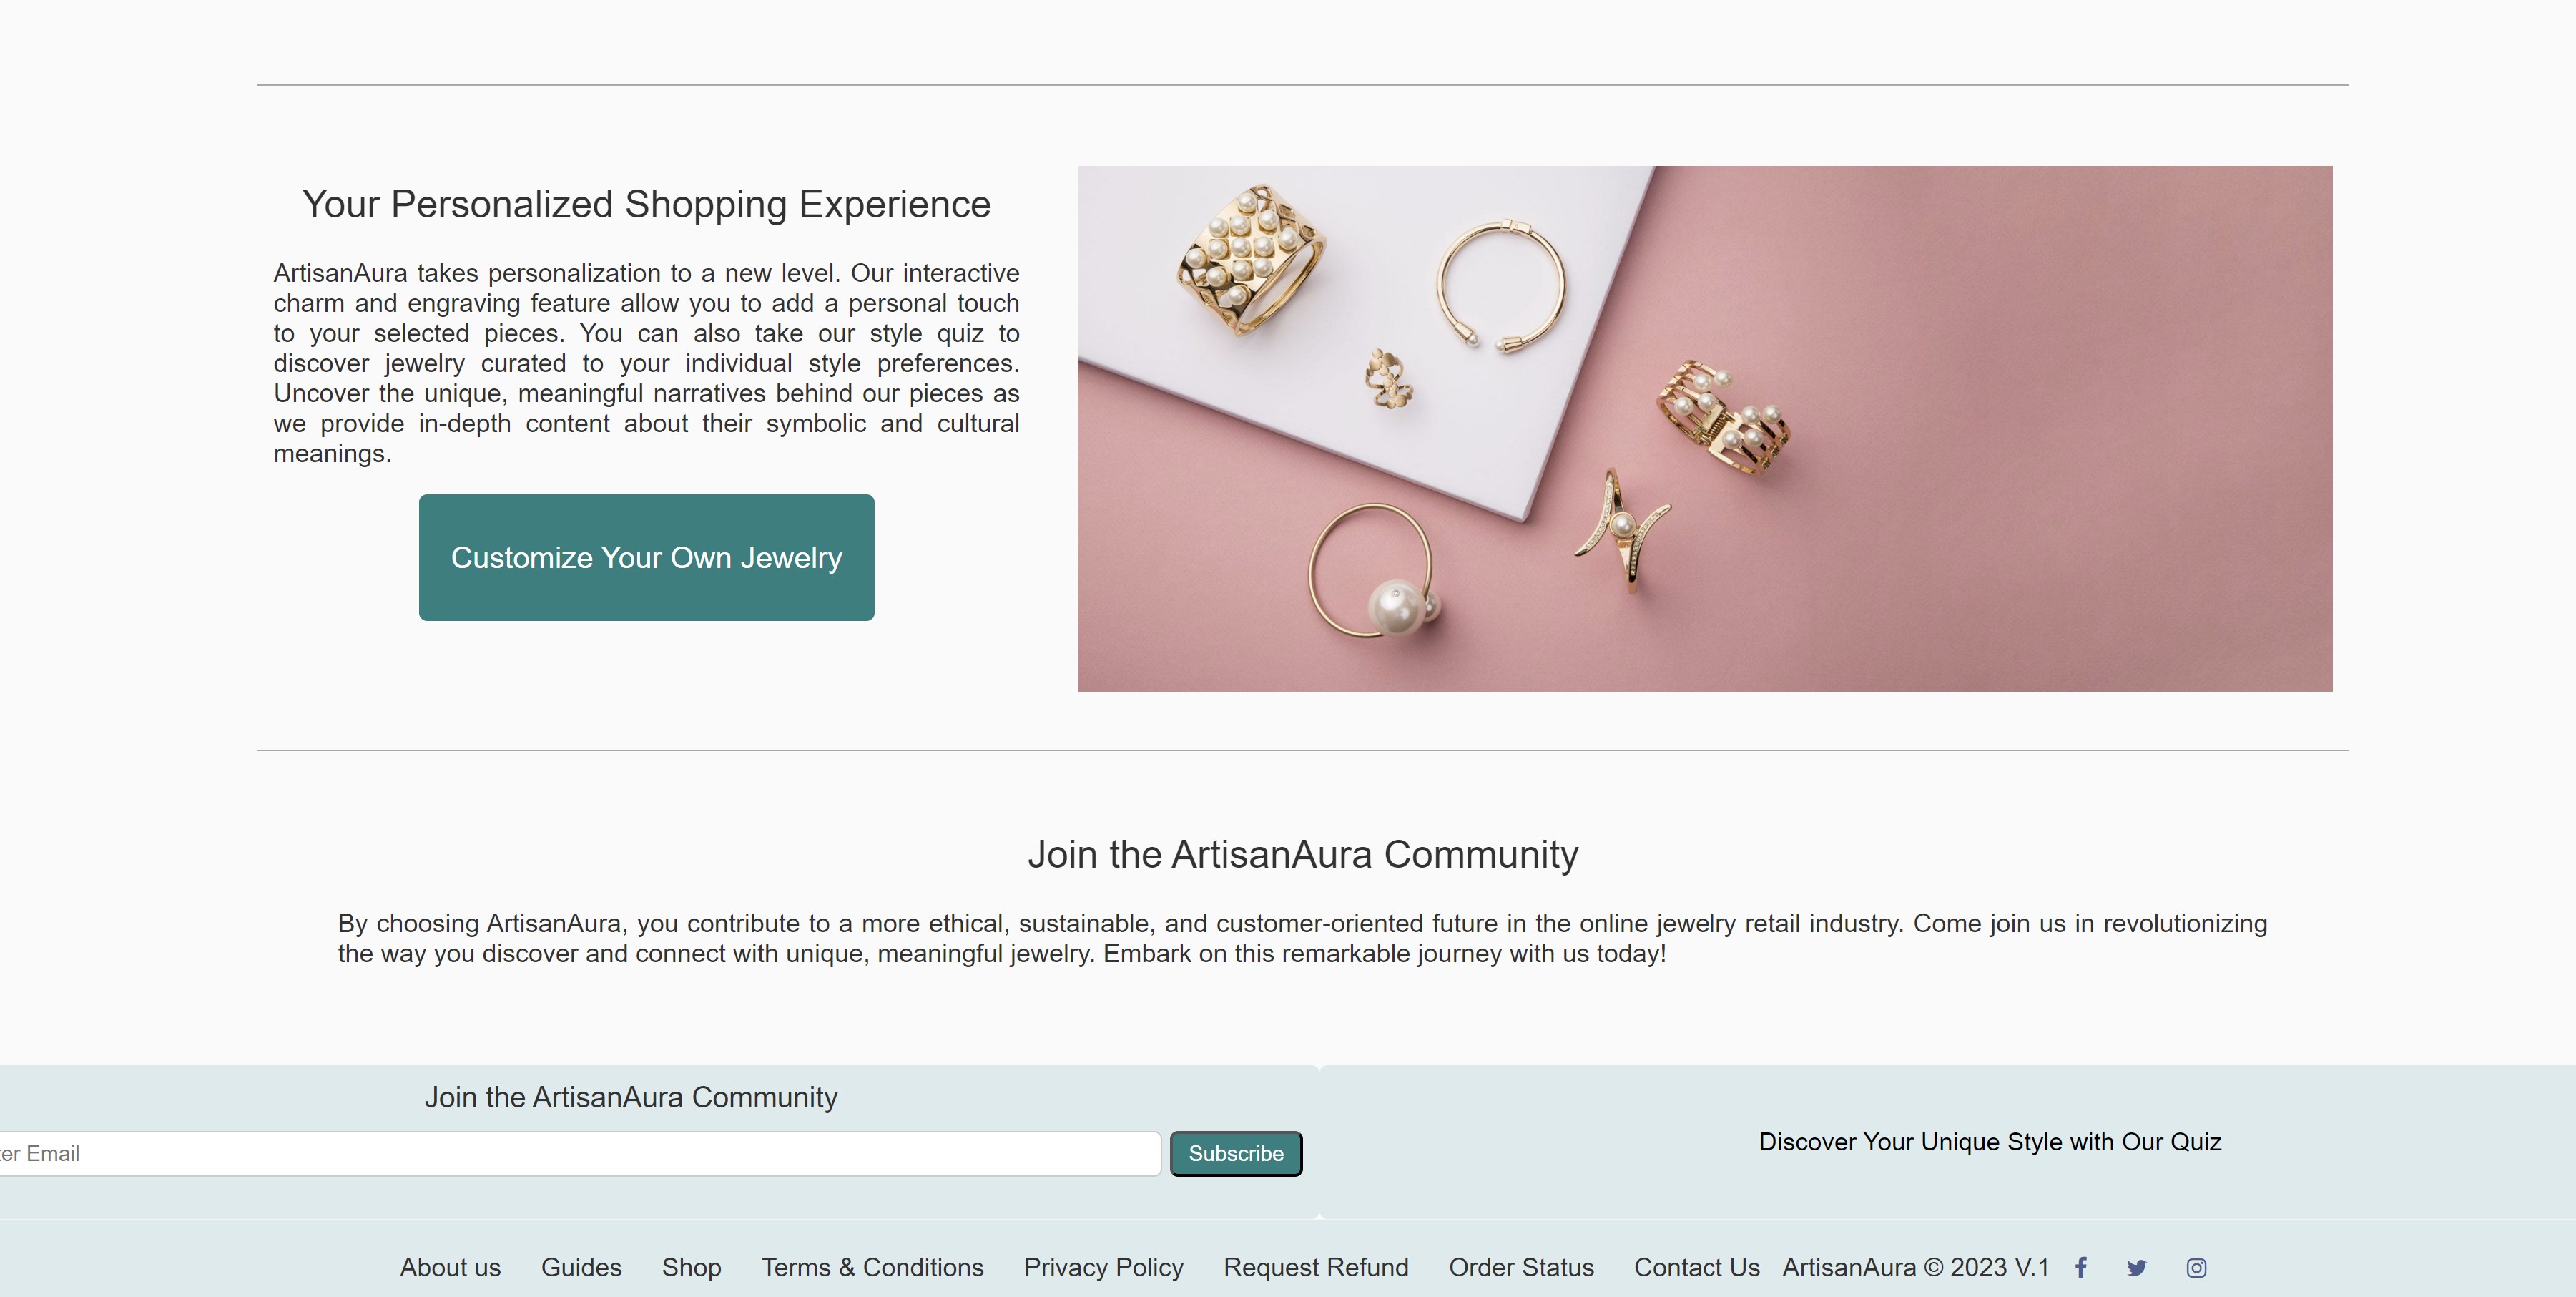 Your Personalized Shopping Experience
ArtisanAura takes personalization to a new level. Our interactive
charm and engraving feature allow you to add a personal touch
to your selected pieces. You can also take our style quiz to
discover jewelry curated to your individual style preferences.
Uncover the unique, meaningful narratives behind our pieces as
we provide in-depth content about their symbolic and cultural
meanings.
Customize Your Own Jewelry
Join the ArtisanAura Community
By choosing ArtisanAura, you contribute to a more ethical, sustainable, and customer-oriented future in the online jewelry retail industry. Come join us in revolutionizing
the way you discover and connect with unique, meaningful jewelry. Embark on this remarkable journey with us today!
Join the ArtisanAura Community
er Email
Subscribe
Discover Your Unique Style with Our Quiz
About us Guides Shop Terms & Conditions Privacy Policy Request Refund Order Status Contact Us ArtisanAura © 2023 V.1